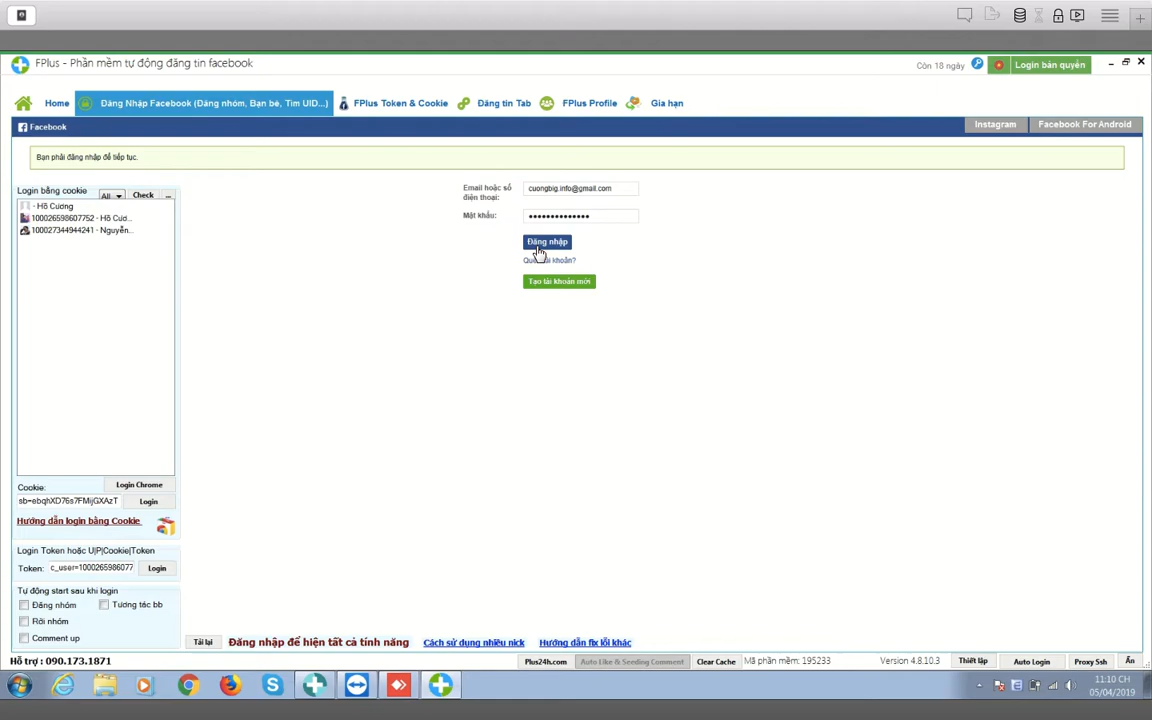 FPlus - Phần mềm tự động đăng tin facebook
Còn 18 ngày
Login bản quyền
Home
Đăng Nhập Facebook (Đăng nhóm, Bạn bè, Tìm UID...)
FPlus Token & Cookie
Đăng tin Tab
FPlus Profile
Gia hạn
Facebook
Instagram
Facebook For Android
Bạn phải đăng nhập để tiếp tục.
Login bằng cookie
All
Check
...
- Hồ Cương
100026598607752 - Hồ Cươ..
100027344944241 - Nguyễn..
Email hoặc số
điện thoại:
cuongbig.info@gmail.com
Mật khẩu:
Đăng nhập
khoản?
Tạo tài khoản mới
Cookie:
Login Chrome
sb=ebqhXD76s7FMijGXAzT
Login
Hướng dẫn login bằng Cookie
Login Token hoặc U|P|Cookie|Token
Token:
c_user=1000265986077
Login
Tự động start sau khi login
Đăng nhóm
Tương tác bb
Rời nhóm
Comment up
Tải lại
Đăng nhập để hiện tất cả tính năng
Cách sử dụng nhiều nick
Hướng dẫn fix lỗi khác
Hỗ trợ : 090.173.1871
Plus24h.com
Auto Like & Seeding Comment
Clear Cache
Mã phần mềm: 195233
Version 4.8.10.3
Thiết lập
Auto Login
Proxy Ssh
Ẩn
11:10 CH
05/04/2019